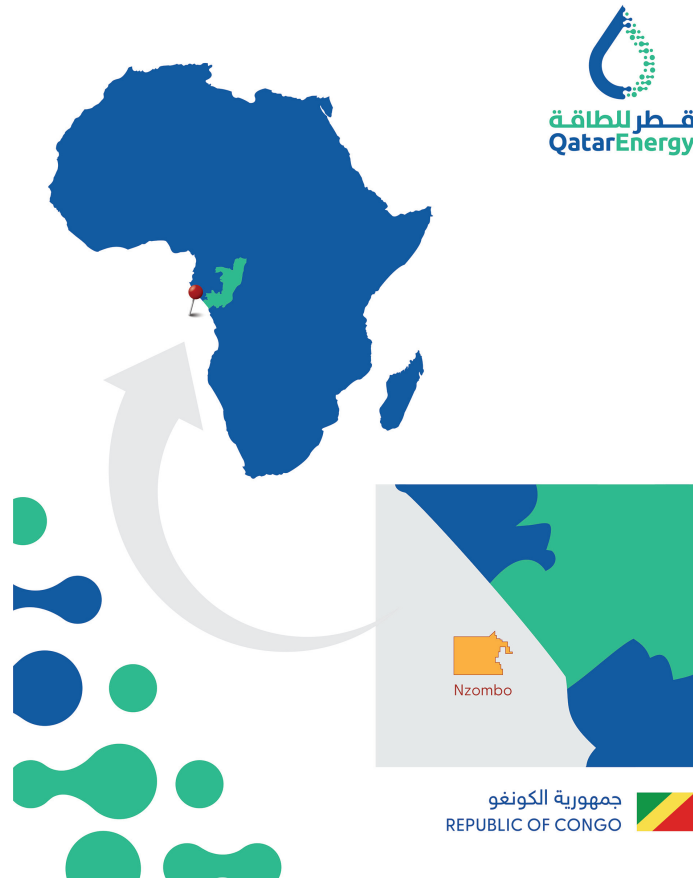 قطر للطاقة
QatarEnergy
Nzombo
جمهورية الكونغو
REPUBLIC OF CONGO